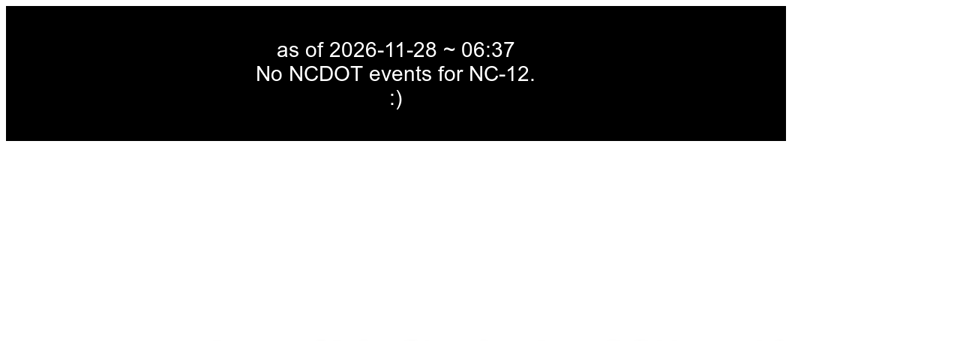 as of 2026-11-28 ~ 06:37
No NCDOT events for NC-12.
:)